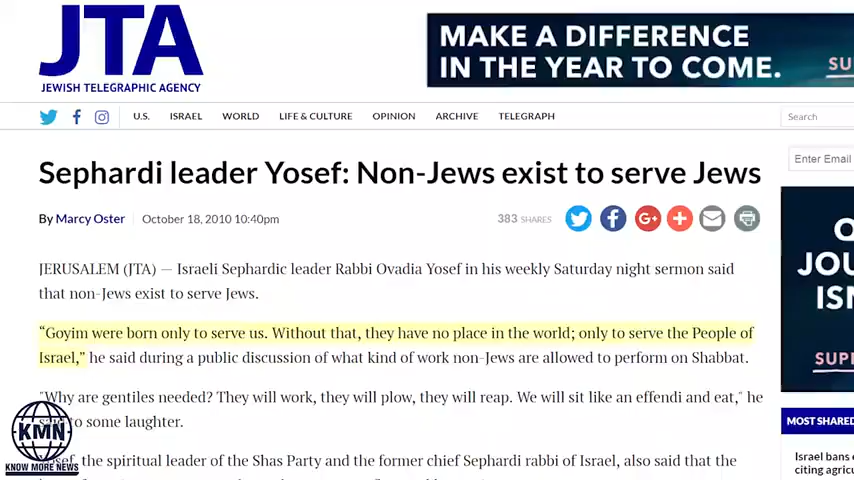 JTA
JEWISH TELEGRAPHIC AGENCY
MAKE A DIFFERENCE
IN THE YEAR TO COME.
U.S. ISRAEL WORLD LIFE & CULTURE OPINION ARCHIVE TELEGRAPH
Search
Sephardi leader Yosef: Non-Jews exist to serve Jews
By Marcy Oster October 18, 2010 10:40pm
383 SHARES
Enter Email
JERUSALEM (JTA) — Israeli Sephardic leader Rabbi Ovadia Yosef in his weekly Saturday night sermon said
that non-Jews exist to serve Jews.
“Goyim were born only to serve us. Without that, they have no place in the world; only to serve the People of
Israel,” he said during a public discussion of what kind of work non-Jews are allowed to perform on Shabbat.
"Why are gentiles needed? They will work, they will plow, they will reap. We will sit like an effendi and eat," he
to some laughter.
the spiritual leader of the Shas Party and the former chief Sephardi rabbi of Israel, also said that the
KMN
KNOW MORE NEWS
MOST SHARED
Israel bans
citing